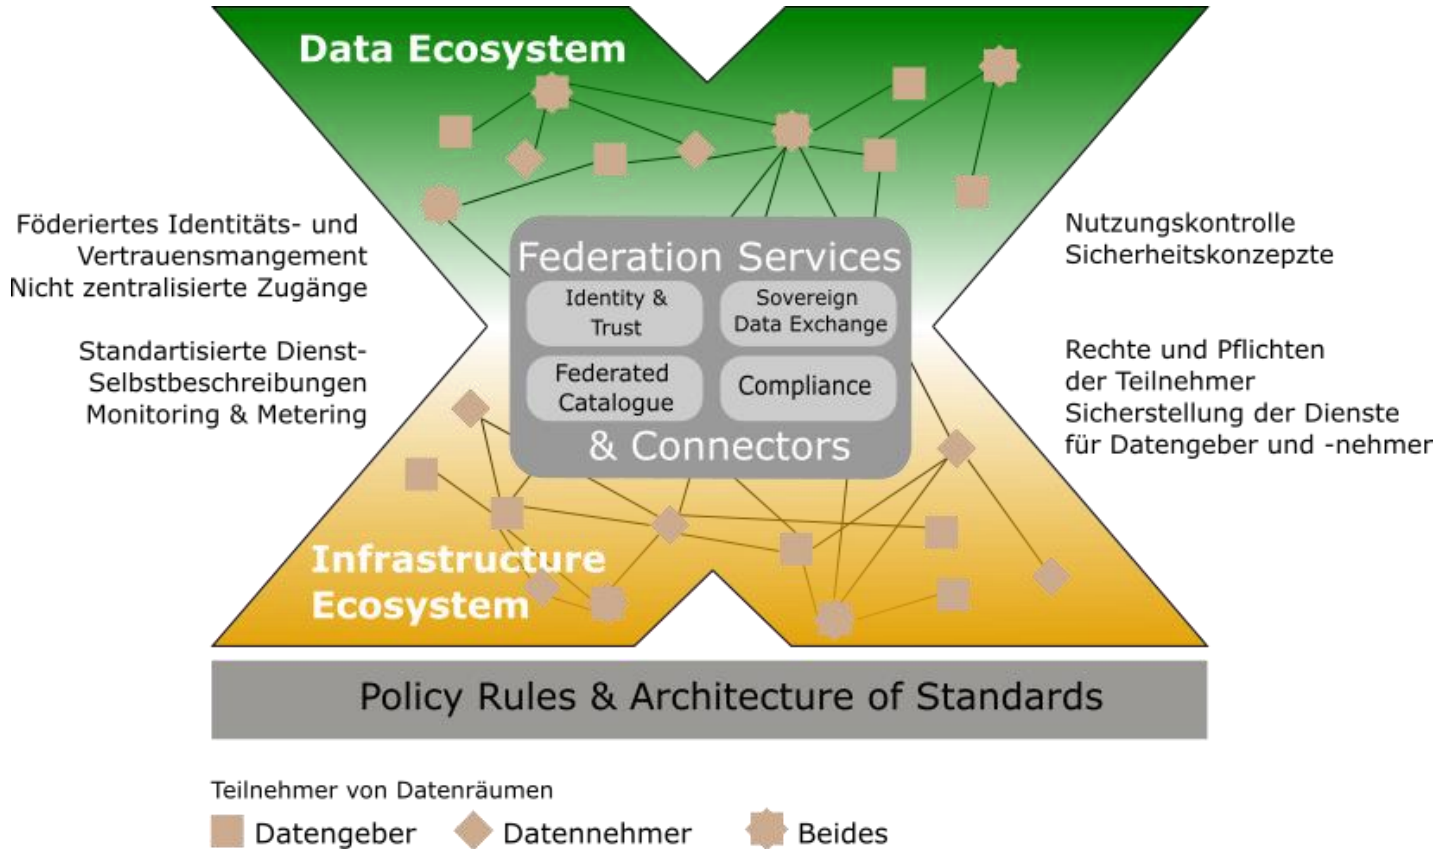 Data Ecosystem
Föderiertes Identitäts- und
Vertrauensmangement
Nicht zentralisierte Zugänge
Standartisierte Dienst-
Selbstbeschreibungen
Monitoring & Metering
Federation Services
Identity &
Trust
Sovereign
Data Exchange
Federated
Catalogue
Compliance
& Connectors
Nutzungskontrolle
Sicherheitskonzepzte
Rechte und Pflichten
der Teilnehmer
Sicherstellung der Dienste
für Datengeber und -nehmer
Infrastructure
Ecosystem
Policy Rules & Architecture of Standards
Teilnehmer von Datenräumen
Datengeber
Datennehmer
Beides